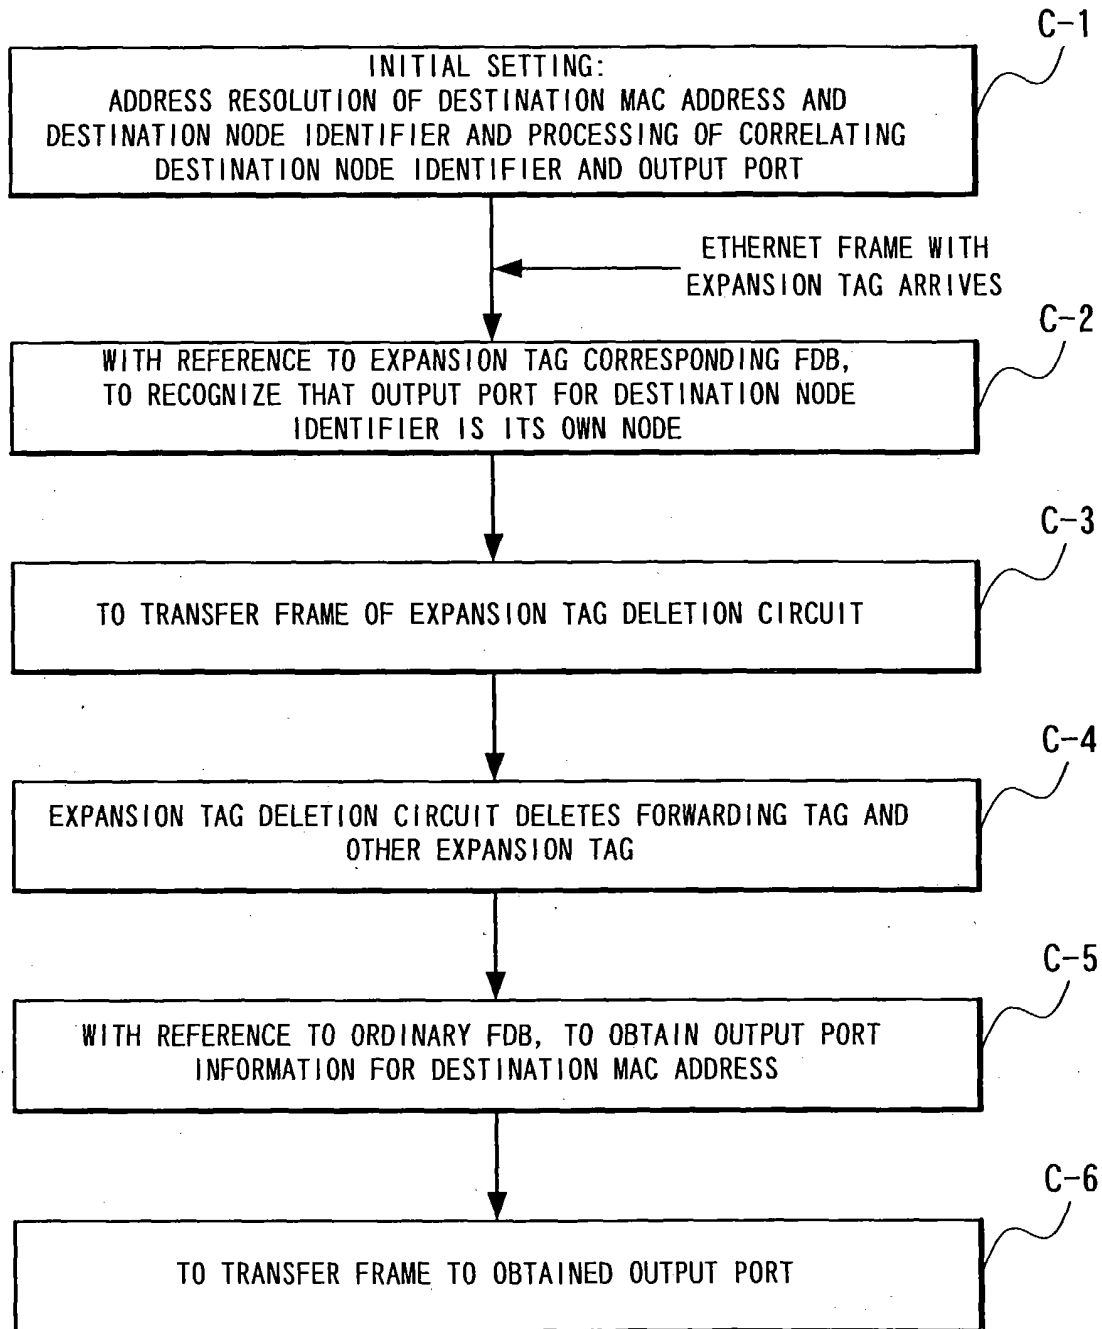 C-1
INITIAL SETTING:
ADDRESS RESOLUTION OF DESTINATION MAC ADDRESS AND
DESTINATION NODE IDENTIFIER AND PROCESSING OF CORRELATING
DESTINATION NODE IDENTIFIER AND OUTPUT PORT
ETHERNET FRAME WITH
EXPANSION TAG ARRIVES
C-2
WITH REFERENCE TO EXPANSION TAG CORRESPONDING FDB,
TO RECOGNIZE THAT OUTPUT PORT FOR DESTINATION NODE
IDENTIFIER IS ITS OWN NODE
C-3
TO TRANSFER FRAME OF EXPANSION TAG DELETION CIRCUIT
C-4
EXPANSION TAG DELETION CIRCUIT DELETES FORWARDING TAG AND
OTHER EXPANSION TAG
C-5
WITH REFERENCE TO ORDINARY FDB, TO OBTAIN OUTPUT PORT
INFORMATION FOR DESTINATION MAC ADDRESS
C-6
TO TRANSFER FRAME TO OBTAINED OUTPUT PORT